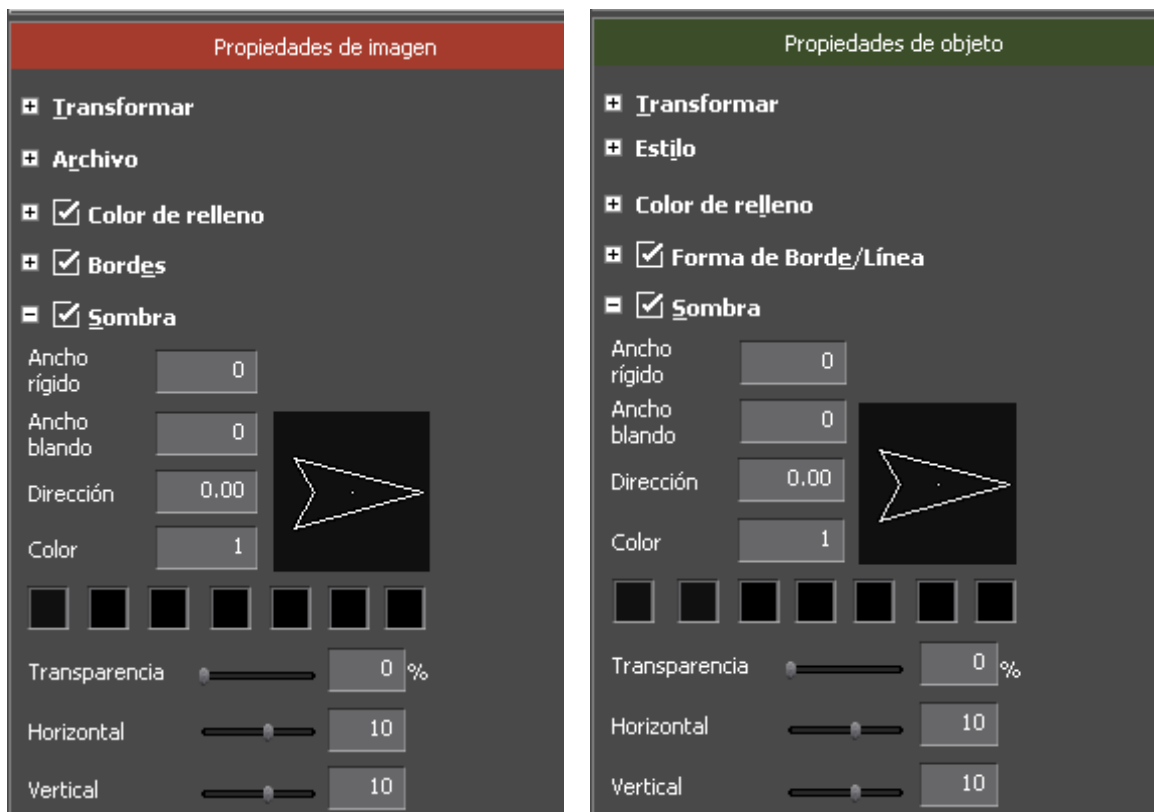 Propiedades de imagen
Transformar
Archivo
Color de relleno
Bordes
Sombra
Ancho
rígido
0
Ancho
blando
0
Dirección
0.00
Color
1
Transparencia
0 %
Horizontal
10
Vertical
10
Propiedades de objeto
Transformar
Estilo
Color de relleno
Forma de Borde/Línea
Sombra
Ancho
rígido
0
Ancho
blando
0
Dirección
0.00
Color
1
Transparencia
0 %
Horizontal
10
Vertical
10